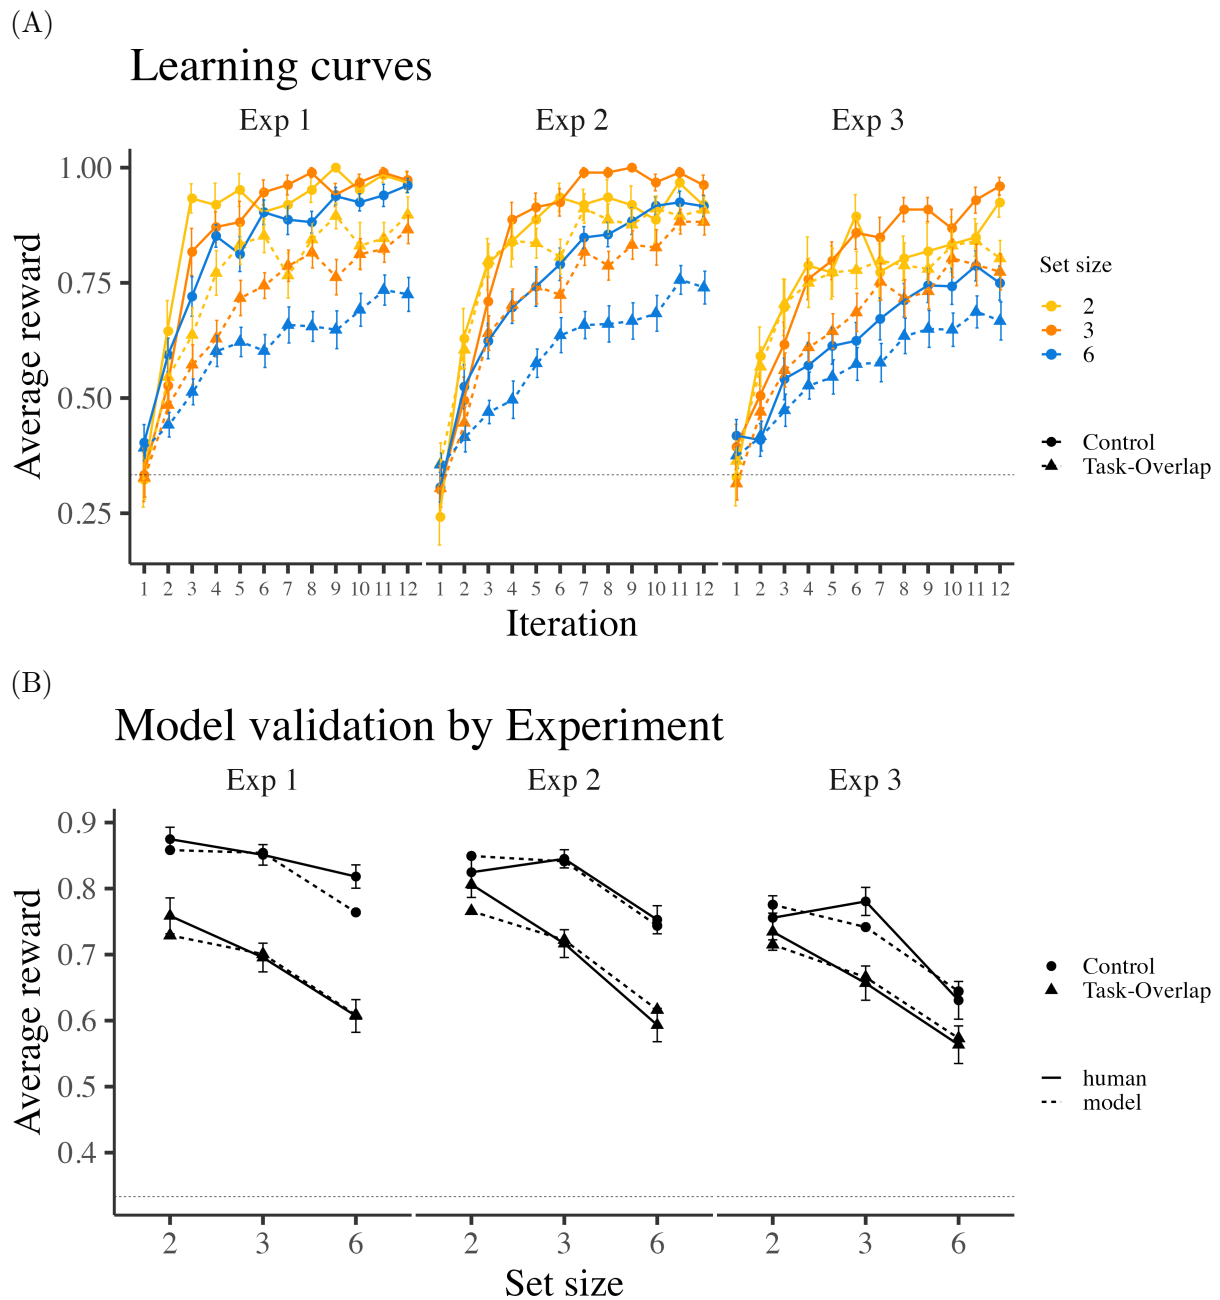 (A)
Learning curves
Exp 1 Exp 2 Exp 3
1.00
0.75
0.50
0.25
Average reward
1 2 3 4 5 6 7 8 9 10 11 12 1 2 3 4 5 6 7 8 9 10 11 12 1 2 3 4 5 6 7 8 9 10 11 12
Iteration
Set size
2
3
6
Control
Task-Overlap
(B)
Model validation by Experiment
Exp 1 Exp 2 Exp 3
0.9
0.8
0.7
0.6
0.5
0.4
Average reward
2 3 6 2 3 6 2 3 6
Set size
Control
Task-Overlap
human
model